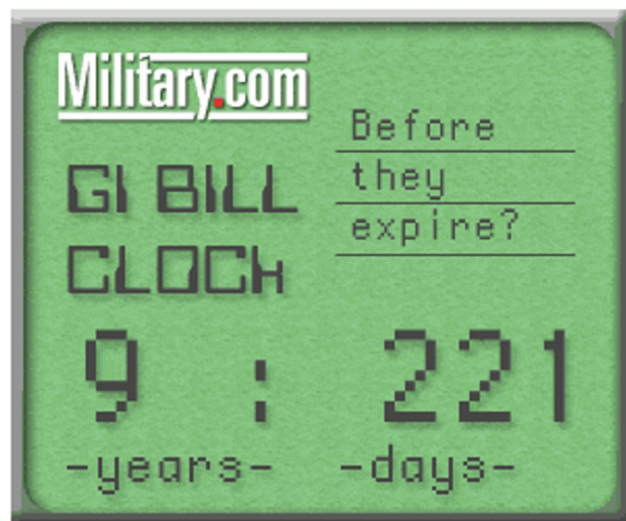 Military.com
Before
they
expire?
GI BILL
CLOCK
9 : 221
-years- -days-